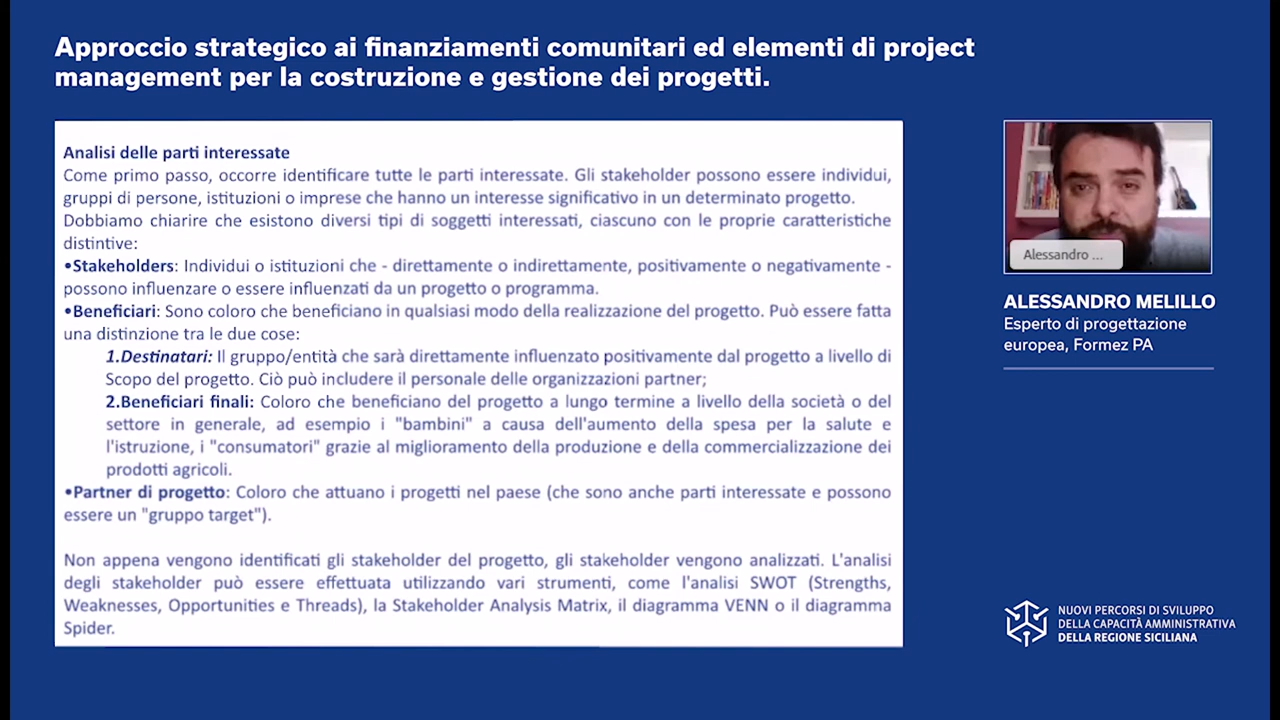 Approccio strategico ai finanziamenti comunitari ed elementi di project
management per la costruzione e gestione dei progetti.
Analisi delle parti interessate
Come primo passo, occorre identificare tutte le parti interessate. Gli stakeholder possono essere individui,
gruppi di persone, istituzioni o imprese che hanno un interesse significativo in un determinato progetto.
Dobbiamo chiarire che esistono diversi tipi di soggetti interessati, ciascuno con le proprie caratteristiche
distintive:
•Stakeholders: Individui o istituzioni che - direttamente o indirettamente, positivamente o negativamente -
possono influenzare o essere influenzati da un progetto o programma.
•Beneficiari: Sono coloro che beneficiano in qualsiasi modo della realizzazione del progetto. Può essere fatta
una distinzione tra le due cose:
1.Destinatari: Il gruppo/entità che sarà direttamente influenzato positivamente dal progetto a livello di
Scopo del progetto. Ciò può includere il personale delle organizzazioni partner;
2.Beneficiari finali: Coloro che beneficiano del progetto a lungo termine a livello della società o del
settore in generale, ad esempio i "bambini" a causa dell'aumento della spesa per la salute e
l'istruzione, i "consumatori" grazie al miglioramento della produzione e della commercializzazione dei
prodotti agricoli.
•Partner di progetto: Coloro che attuano i progetti nel paese (che sono anche parti interessate e possono
essere un "gruppo target").
Non appena vengono identificati gli stakeholder del progetto, gli stakeholder vengono analizzati. L'analisi
degli stakeholder può essere effettuata utilizzando vari strumenti, come l'analisi SWOT (Strengths,
Weaknesses, Opportunities e Threads), la Stakeholder Analysis Matrix, il diagramma VENN o il diagramma
Spider.
Alessandro ...
ALESSANDRO MELILLO
Esperto di progettazione
europea, Formez PA
NUOVI PERCORSI DI SVILUPPO
DELLA CAPACITÀ AMMINISTRATIVA
DELLA REGIONE SICILIANA